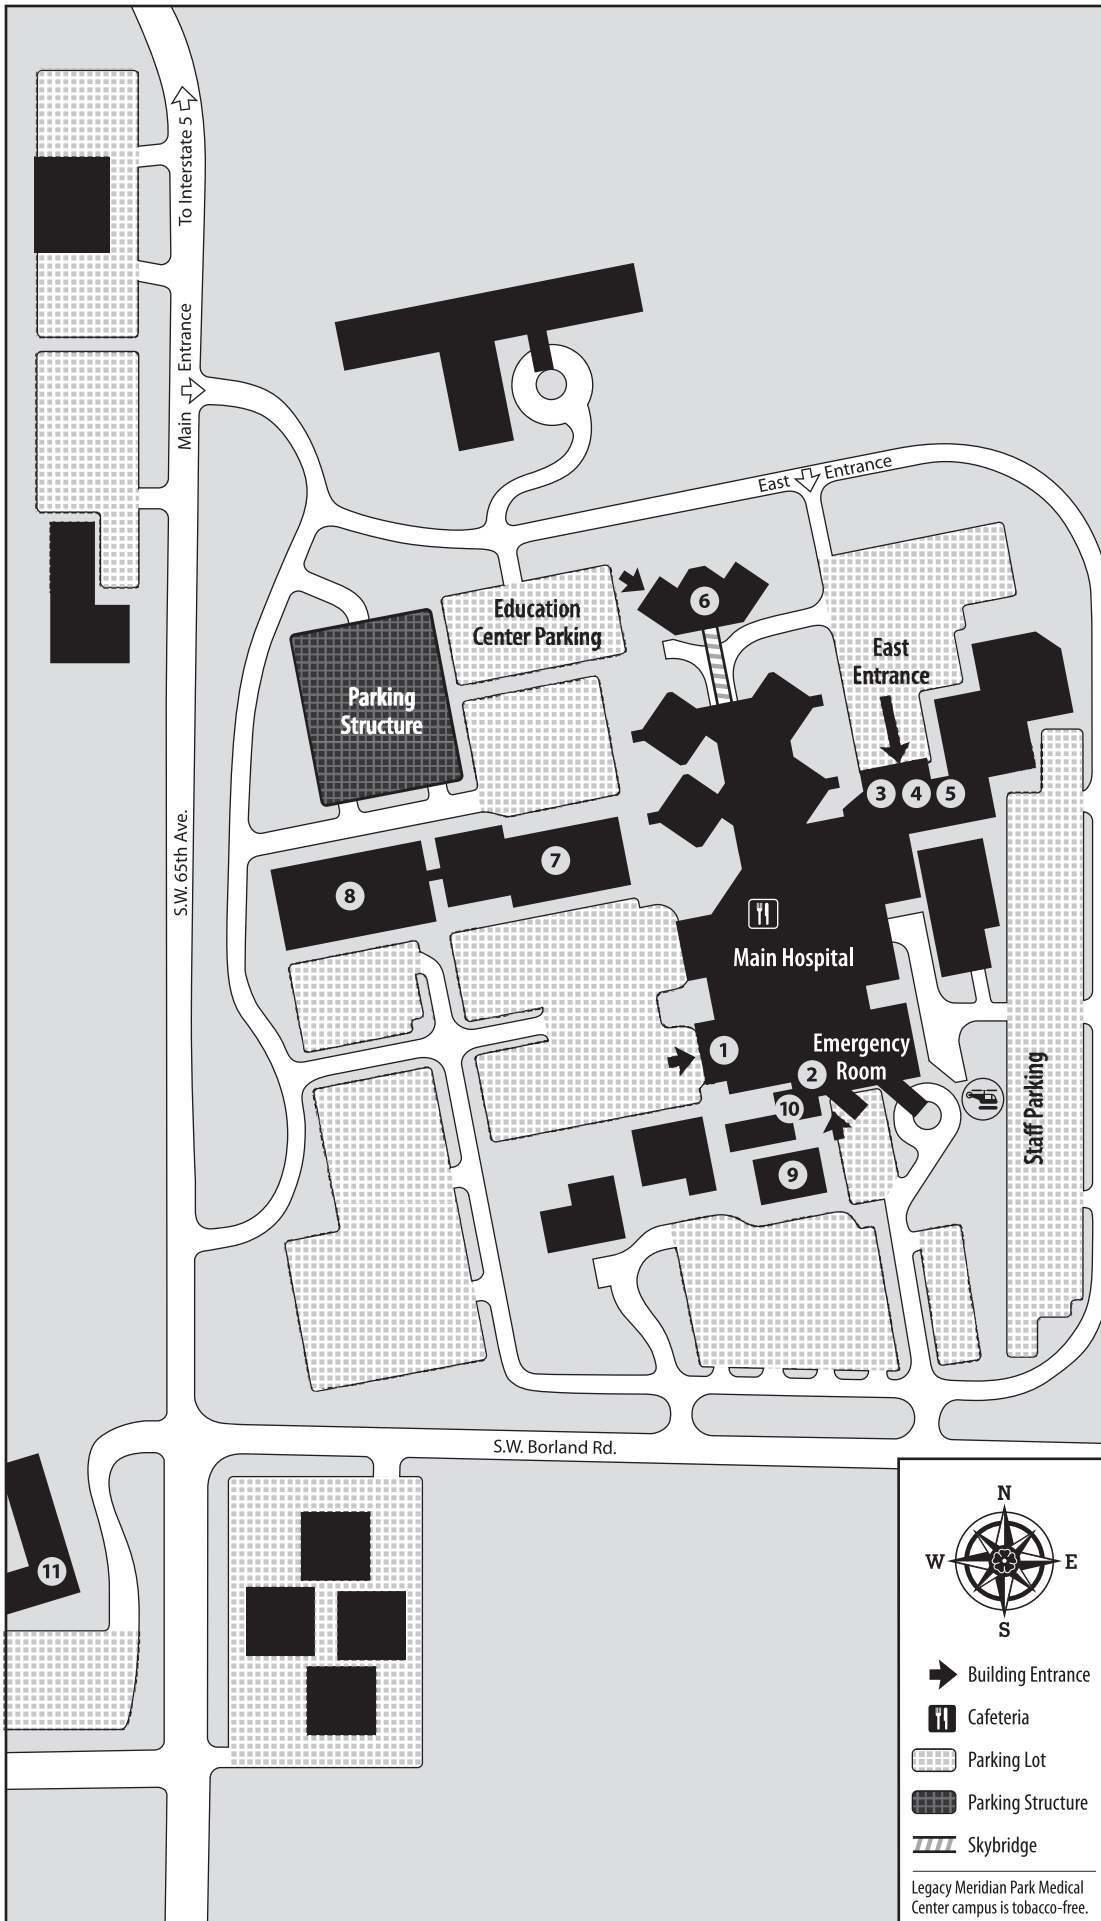 To Interstate 5
Main Entrance
East Entrance
6
Education
Center Parking
East
Entrance
Parking
Structure
3 4 5
S.W. 65th Ave.
7
8
Main Hospital
1
Emergency
Room
2
10
Staff Parking
9
S.W. Borland Rd.
11
N
W E
S
Building Entrance
Cafeteria
Parking Lot
Parking Structure
Skybridge
Legacy Meridian Park Medical
Center campus is tobacco-free.